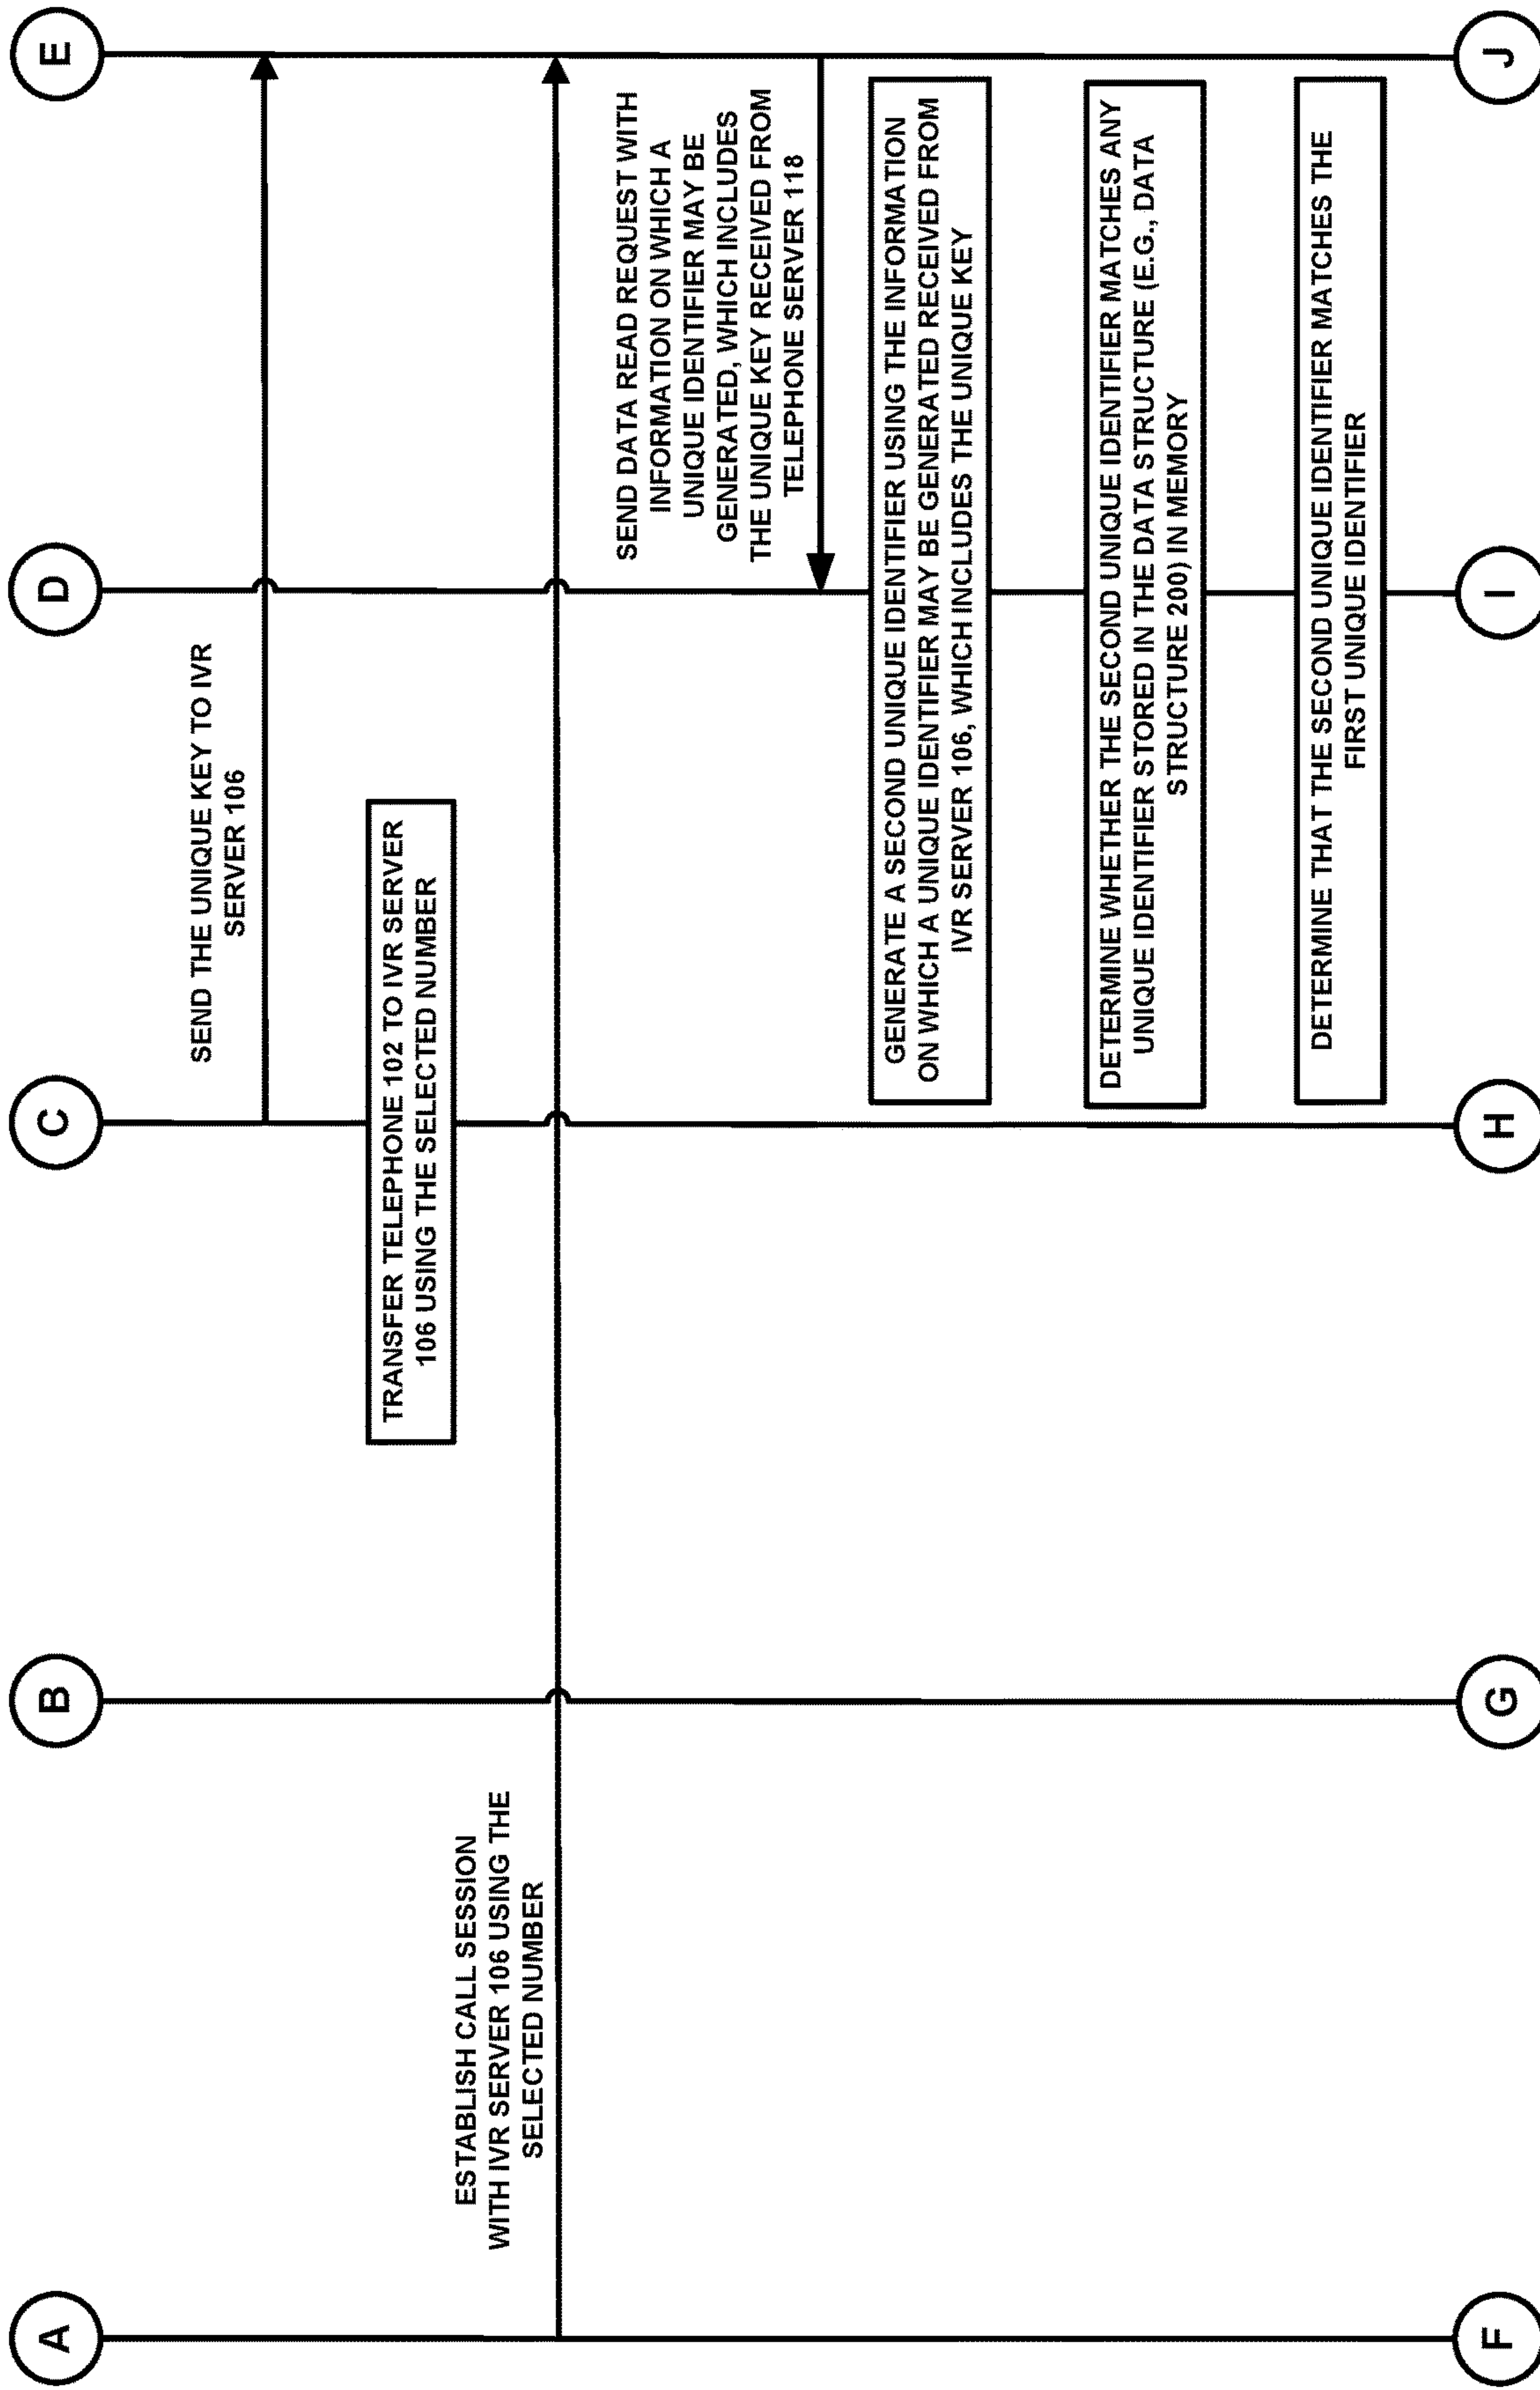 A
B
C
D
E
SEND THE UNIQUE KEY TO IVR
SERVER 106
TRANSFER TELEPHONE 102 TO IVR SERVER
106 USING THE SELECTED NUMBER
ESTABLISH CALL SESSION
WITH IVR SERVER 106 USING THE
SELECTED NUMBER
SEND DATA READ REQUEST WITH
INFORMATION ON WHICH A
UNIQUE IDENTIFIER MAY BE
GENERATED, WHICH INCLUDES
THE UNIQUE KEY RECEIVED FROM
TELEPHONE SERVER 118
GENERATE A SECOND UNIQUE IDENTIFIER USING THE INFORMATION
ON WHICH A UNIQUE IDENTIFIER MAY BE GENERATED RECEIVED FROM
IVR SERVER 106, WHICH INCLUDES THE UNIQUE KEY
DETERMINE WHETHER THE SECOND UNIQUE IDENTIFIER MATCHES ANY
UNIQUE IDENTIFIER STORED IN THE DATA STRUCTURE (E.G., DATA
STRUCTURE 200) IN MEMORY
DETERMINE THAT THE SECOND UNIQUE IDENTIFIER MATCHES THE
FIRST UNIQUE IDENTIFIER
F
G
H
I
J